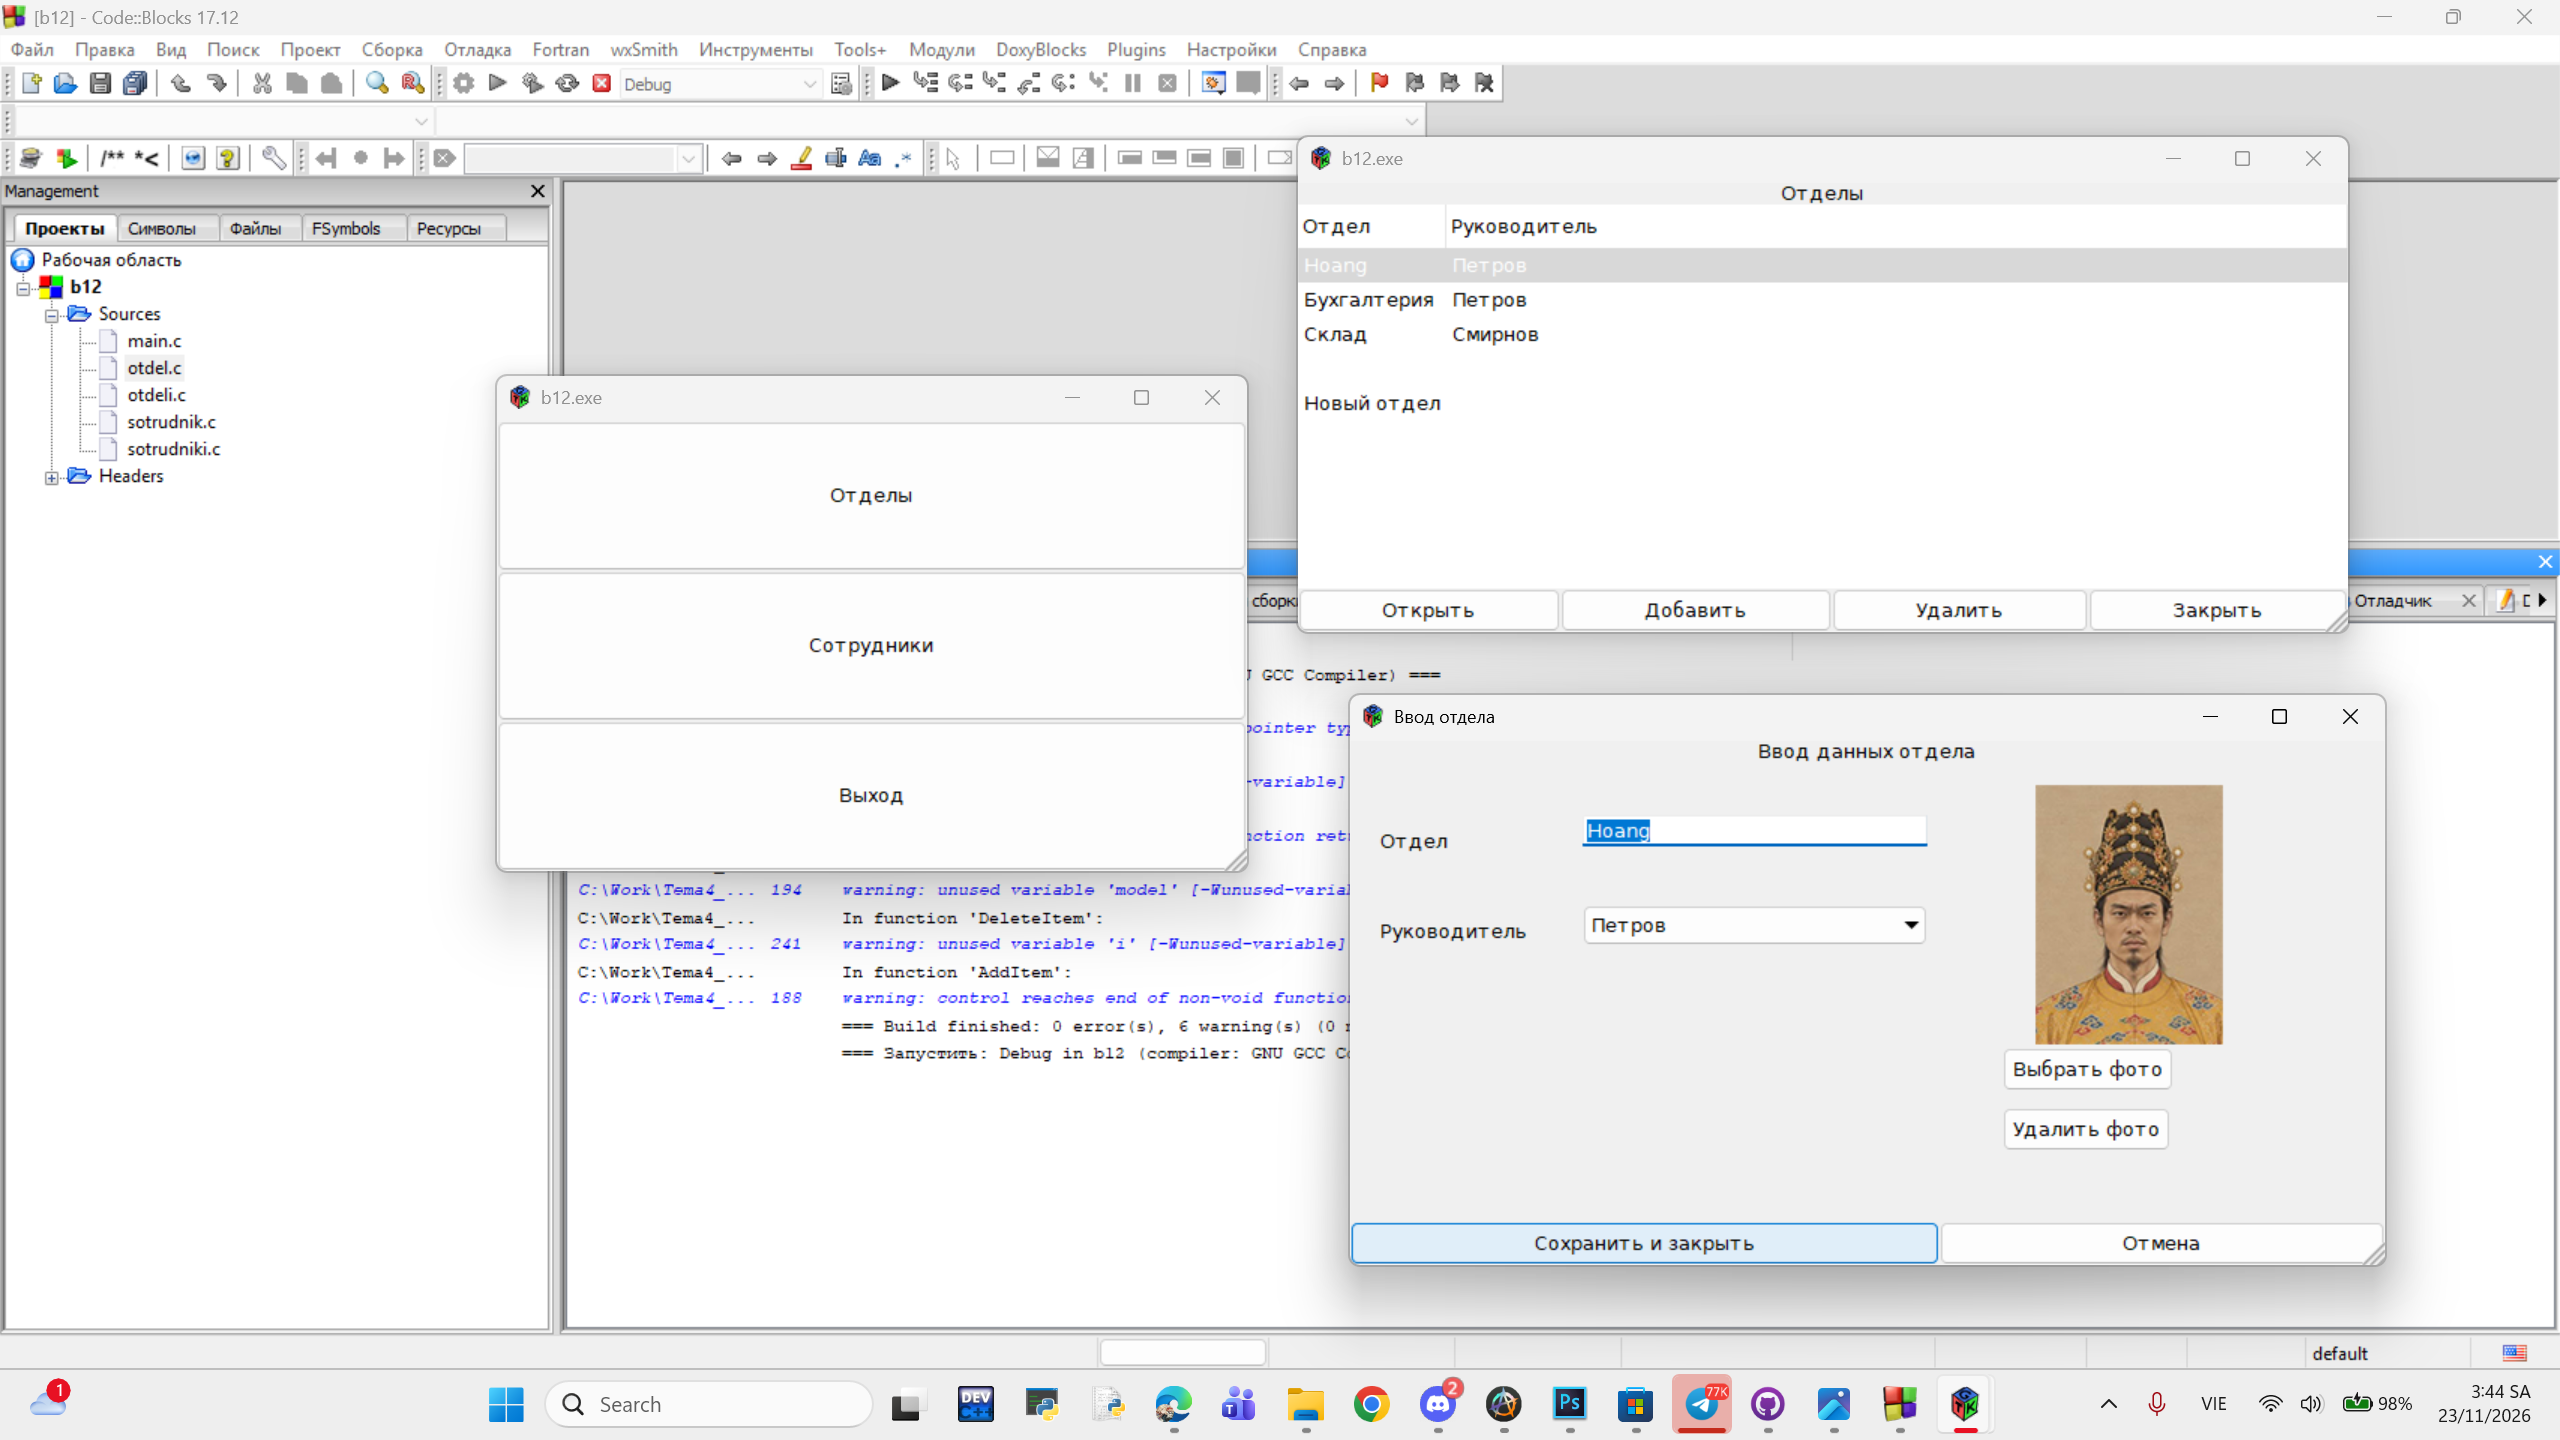 [b12] - Code::Blocks 17.12
Файл Правка Вид Поиск Проект Сборка Отладка Fortran wxSmith Инструменты Tools+ Модули DoxyBlocks Plugins Настройки Справка
Debug
/** *<
Management
Проекты Символы Файлы FSymbols Ресурсы
Рабочая область
b12
Sources
main.c
otdel.c
otdeli.c
sotrudnik.c
sotrudniki.c
Headers
b12.exe
Отделы
Сотрудники
Выход
b12.exe
Отделы
Отдел Руководитель
Hoang Петров
Бухгалтерия Петров
Склад Смирнов
Новый отдел
Открыть Добавить Удалить Закрыть
Отладчик
GCC Compiler) ===
C:\Work\Tema4_... 194 warning: unused variable 'model' [-Wunused-variabl
C:\Work\Tema4_... In function 'DeleteItem':
C:\Work\Tema4_... 241 warning: unused variable 'i' [-Wunused-variable]
C:\Work\Tema4_... In function 'AddItem':
C:\Work\Tema4_... 188 warning: control reaches end of non-void function
=== Build finished: 0 error(s), 6 warning(s) (0
=== Запустить: Debug in b12 (compiler: GNU GCC
Ввод отдела
Ввод данных отдела
Отдел Hoang
Руководитель Петров
Выбрать фото
Удалить фото
Сохранить и закрыть Отмена
default
1
Search
DEV C++
2
Ps
77K
VIE
98%
3:44 SA
23/11/2026